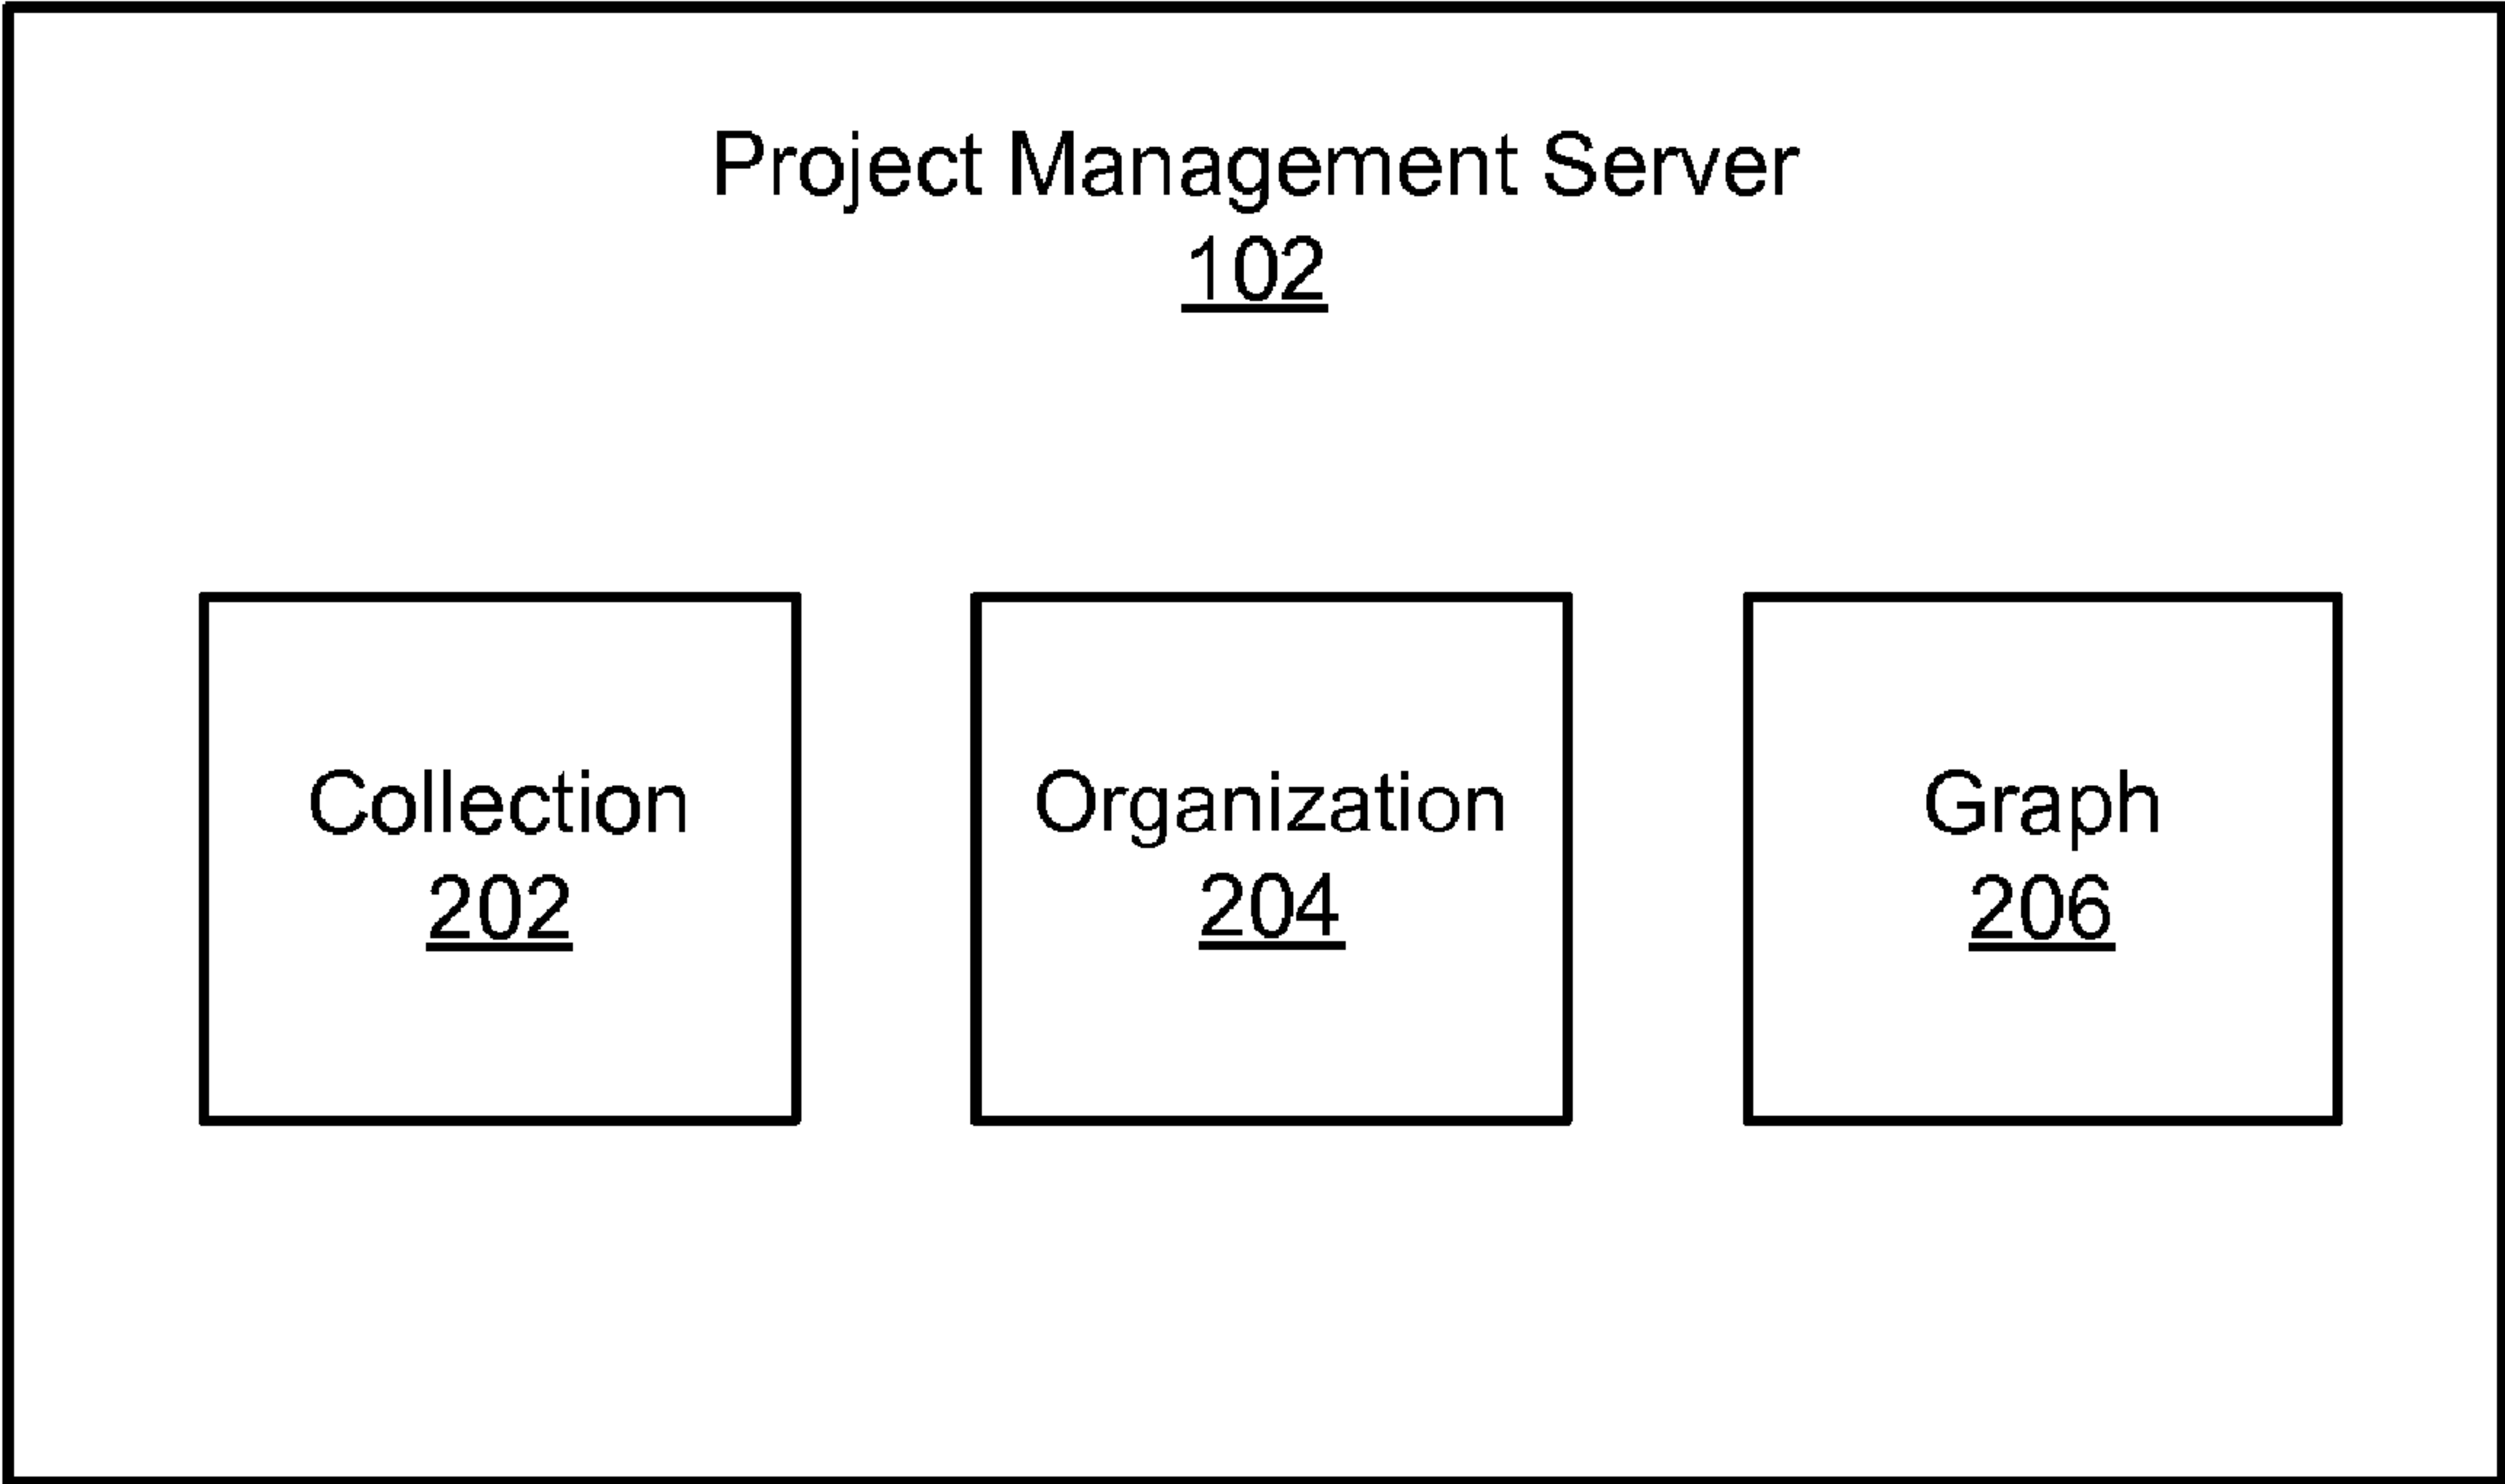 Project Management Server
102
Collection
202
Organization
204
Graph
206